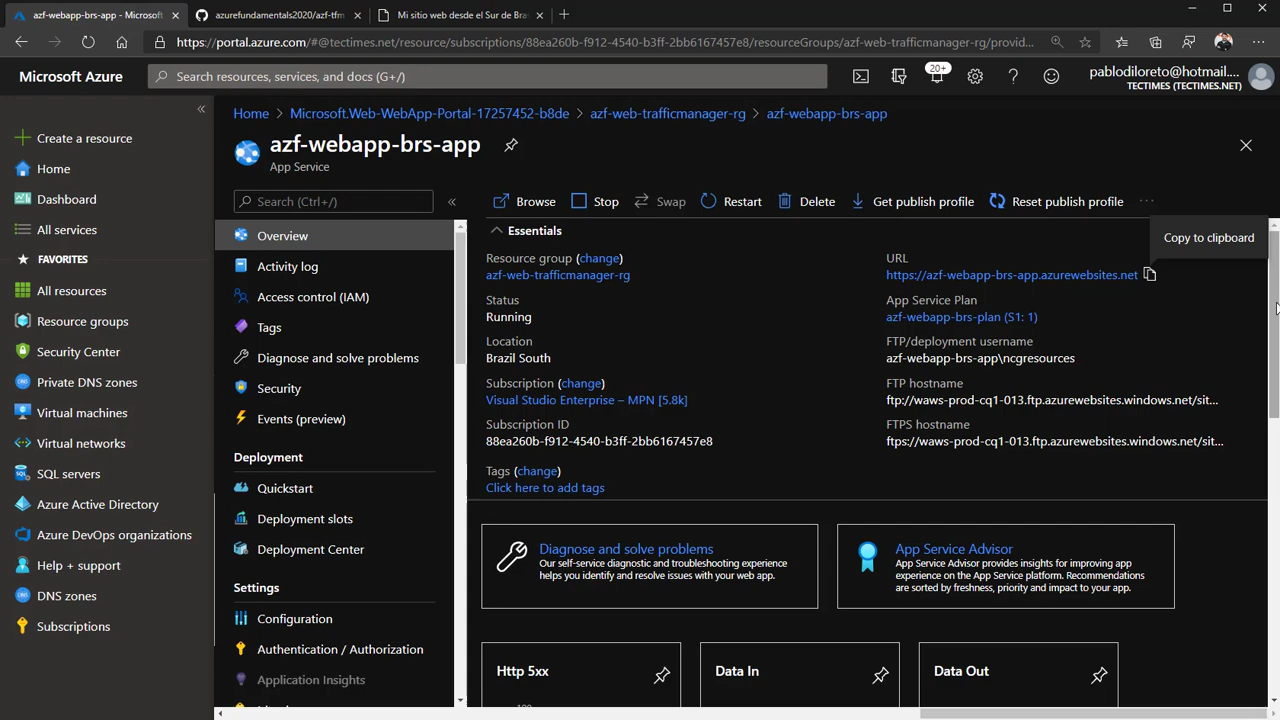 azf-webapp-brs-app - Microsoft
azurefundamentals2020/azf-tfm
Mi sitio web desde el Sur de Bra
https://portal.azure.com/#@tectimes.net/resource/subscriptions/88ea260b-f912-4540-b3ff-2bb6167457e8/resourceGroups/azf-web-trafficmanager-rg/provid...
Microsoft Azure
Search resources, services, and docs (G+/)
20+
pablodiloreto@hotmail....
TECTIMES (TECTIMES.NET)
Create a resource
Home
Dashboard
All services
FAVORITES
All resources
Resource groups
Security Center
Private DNS zones
Virtual machines
Virtual networks
SQL servers
Azure Active Directory
Azure DevOps organizations
Help + support
DNS zones
Subscriptions
Home > Microsoft.Web-WebApp-Portal-17257452-b8de > azf-web-trafficmanager-rg > azf-webapp-brs-app
azf-webapp-brs-app
App Service
Search (Ctrl+/)
Overview
Activity log
Access control (IAM)
Tags
Diagnose and solve problems
Security
Events (preview)
Deployment
Quickstart
Deployment slots
Deployment Center
Settings
Configuration
Authentication / Authorization
Application Insights
Browse
Stop
Swap
Restart
Delete
Get publish profile
Reset publish profile
...
Copy to clipboard
Essentials
Resource group (change)
azf-web-trafficmanager-rg
Status
Running
Location
Brazil South
Subscription (change)
Visual Studio Enterprise – MPN [5.8k]
Subscription ID
88ea260b-f912-4540-b3ff-2bb6167457e8
Tags (change)
Click here to add tags
URL
https://azf-webapp-brs-app.azurewebsites.net
App Service Plan
azf-webapp-brs-plan (S1: 1)
FTP/deployment username
azf-webapp-brs-app\ncgresources
FTP hostname
ftp://waws-prod-cq1-013.ftp.azurewebsites.windows.net/sit...
FTPS hostname
ftps://waws-prod-cq1-013.ftp.azurewebsites.windows.net/sit...
Diagnose and solve problems
Our self-service diagnostic and troubleshooting experience
helps you identify and resolve issues with your web app.
App Service Advisor
App Service Advisor provides insights for improving app
experience on the App Service platform. Recommendations
are sorted by freshness, priority and impact to your app.
Http 5xx
100
Data In
Data Out